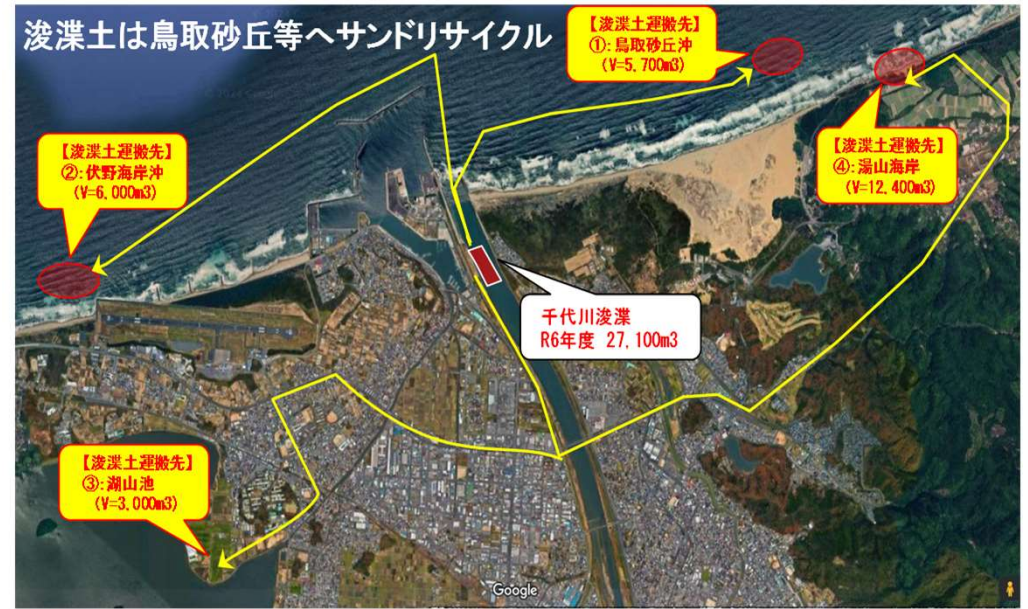 浚渫土は鳥取砂丘等へサンドリサイクル
【浚渫土運搬先】
①:鳥取砂丘沖
(V=5,700m3)
【浚渫土運搬先】
②:伏野海岸沖
(V=6,000m3)
【浚渫土運搬先】
④:湯山海岸
(V=12,400m3)
千代川浚渫
R6年度 27,100m3
【浚渫土運搬先】
③:湖山池
(V=3,000m3)
Google